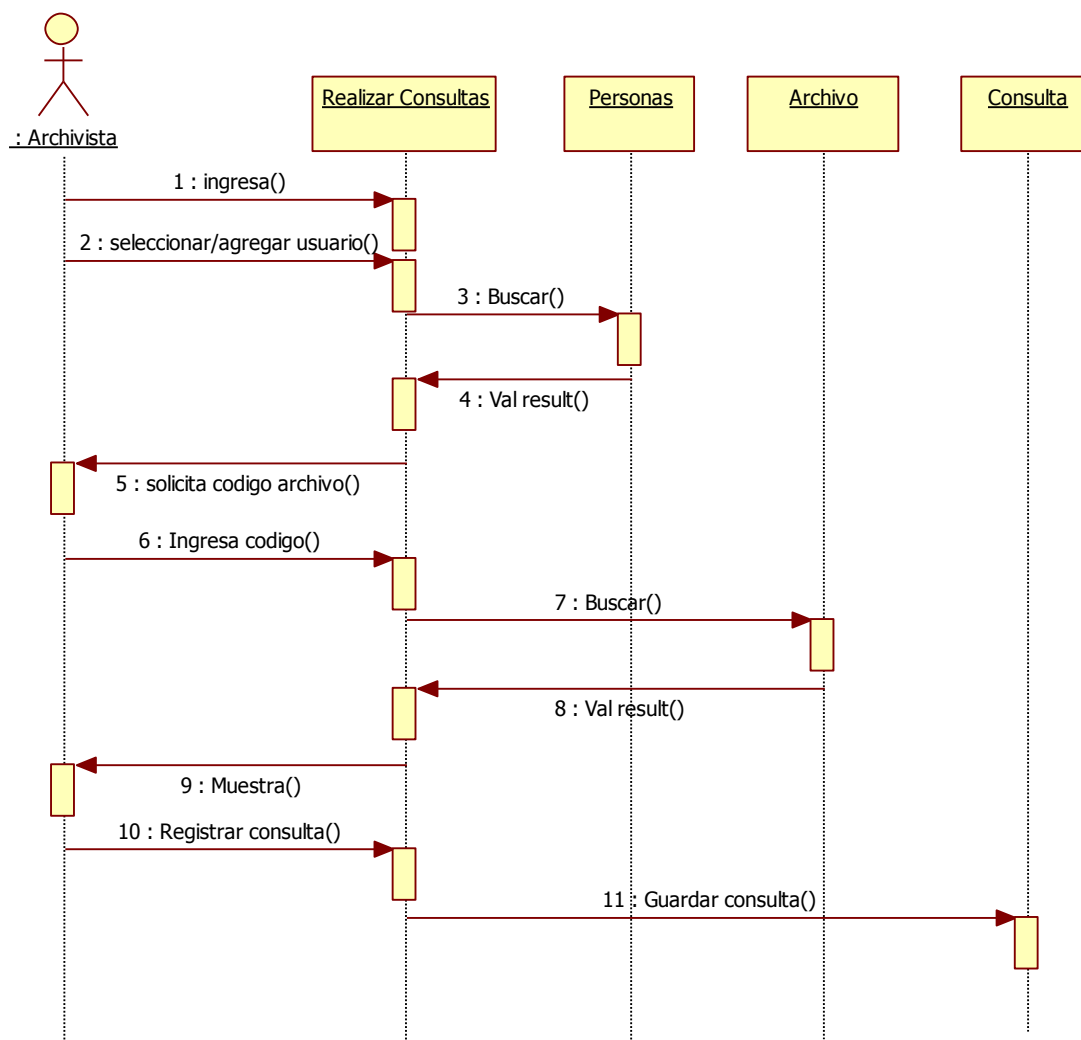 : Archivista
Realizar Consultas
Personas
Archivo
Consulta
1 : ingresa()
2 : seleccionar/agregar usuario()
3 : Buscar()
4 : Val result()
5 : solicita codigo archivo()
6 : Ingresa codigo()
7 : Buscar()
8 : Val result()
9 : Muestra()
10 : Registrar consulta()
11 : Guardar consulta()